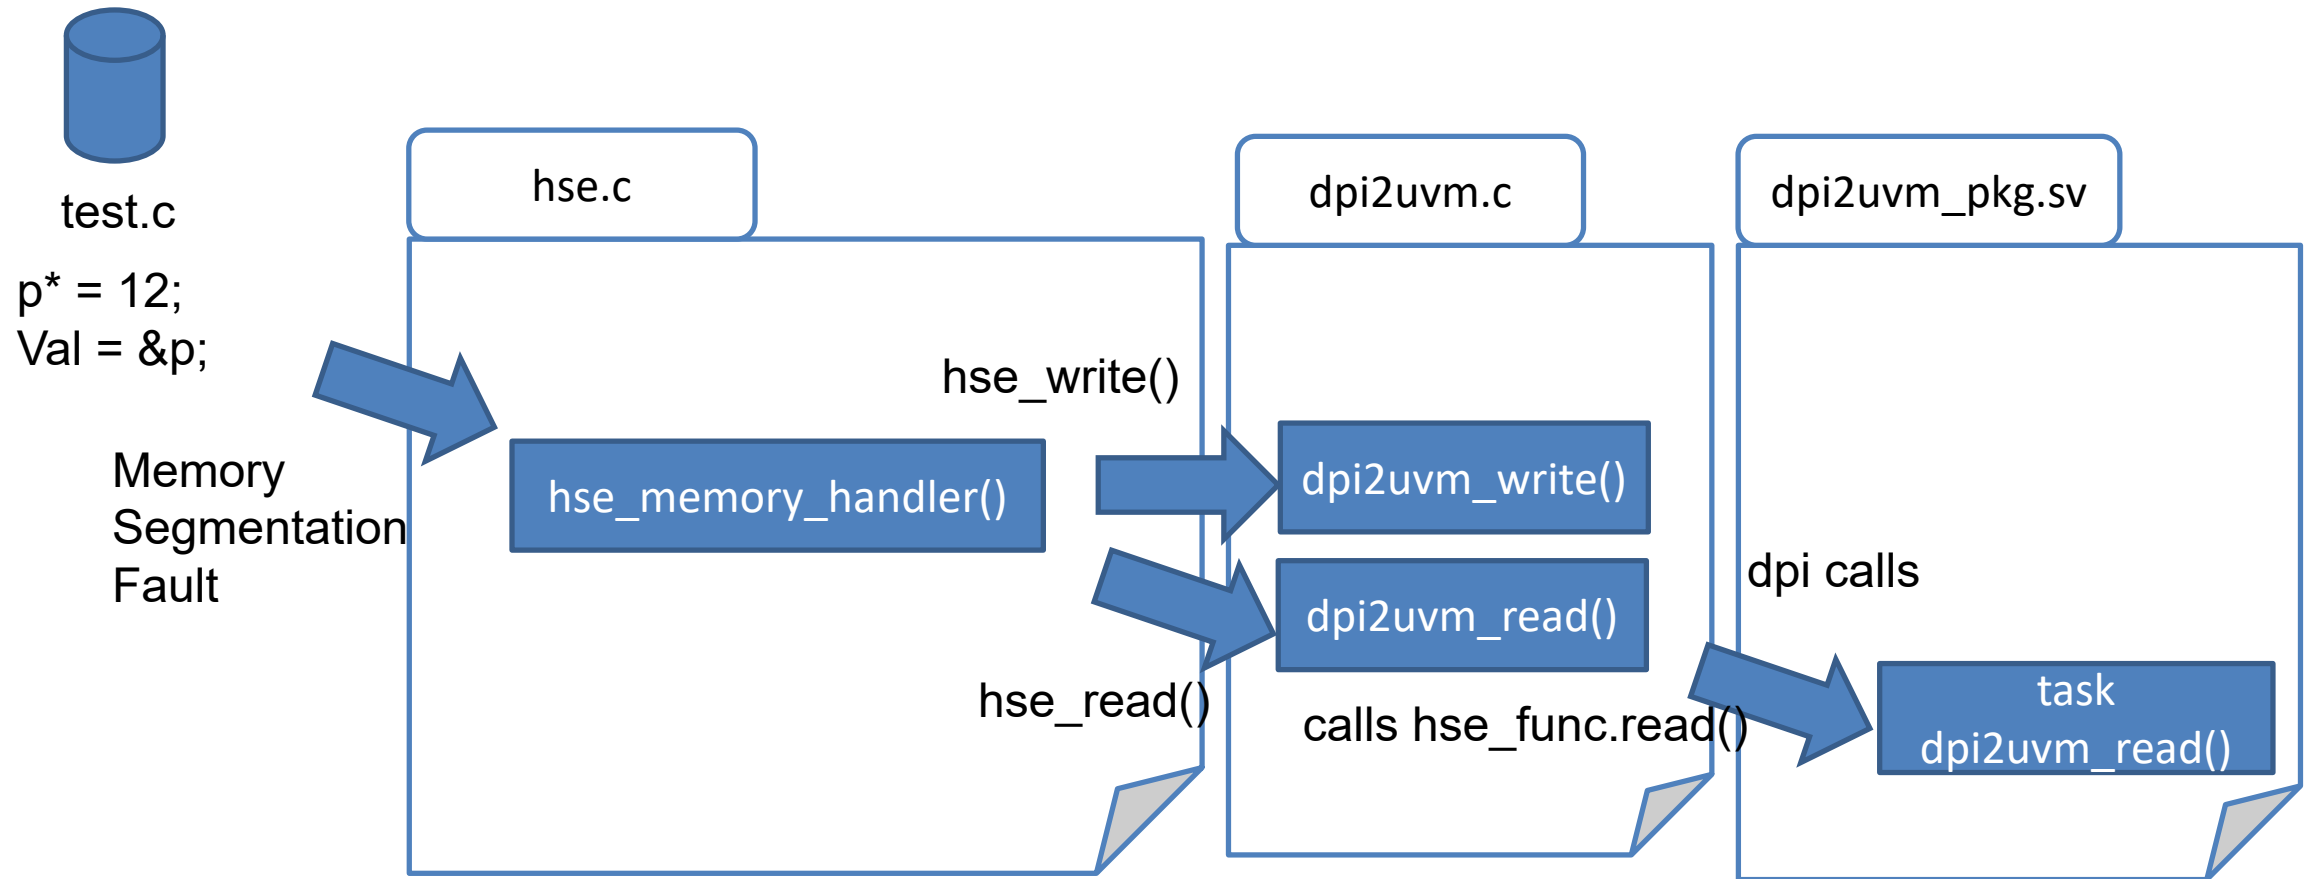 test.c
p* = 12;
Val = &p;
Memory
Segmentation
Fault
hse.c
hse_memory_handler()
hse_write()
hse_read()
dpi2uvm.c
dpi2uvm_write()
dpi2uvm_read()
calls hse_func.read()
dpi2uvm_pkg.sv
dpi calls
task
dpi2uvm_read()